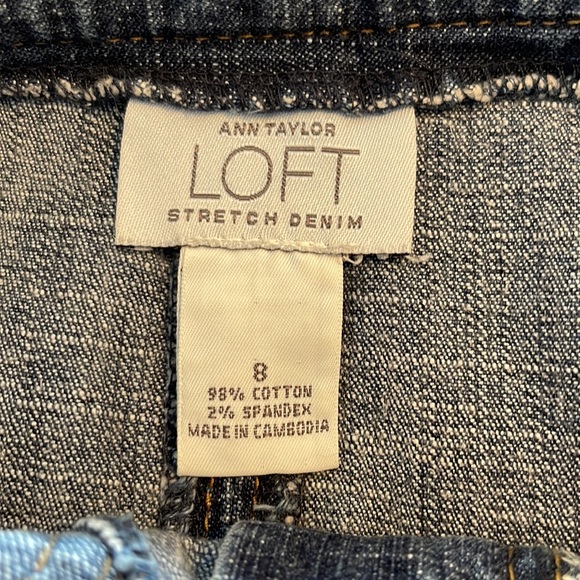 ANN TAYLOR
LOFT
STRETCH DENIM
8
98% COTTON
2% SPANDEX
MADE IN CAMBODIA